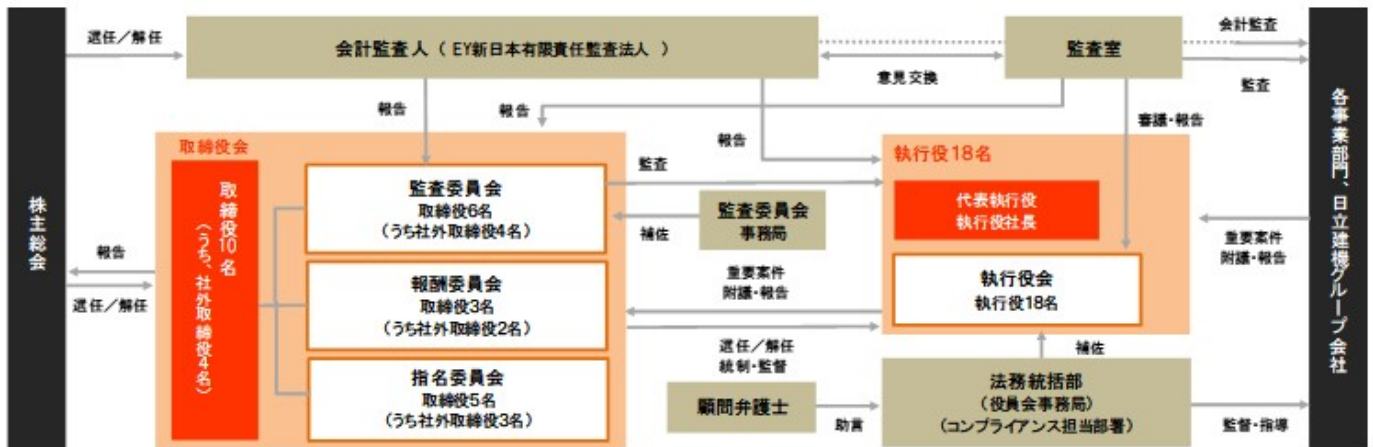 株主総会
選任／解任
会計監査人（ EY新日本有限責任監査法人 ）
意見交換
監査室
会計監査
監査
各事業部門、日立建機グループ会社
報告
報告
報告
審議・報告
取締役会
取締役10名
（うち、社外取締役4名）
監査委員会
取締役6名
（うち社外取締役4名）
報酬委員会
取締役3名
（うち社外取締役2名）
指名委員会
取締役5名
（うち社外取締役3名）
報告
選任／解任
監査
補佐
監査委員会
事務局
重要案件
附議・報告
選任／解任
統制・監督
執行役18名
代表執行役
執行役社長
執行役会
執行役18名
重要案件
附議・報告
補佐
顧問弁護士
助言
法務統括部
（役員会事務局）
（コンプライアンス担当部署）
監督・指導